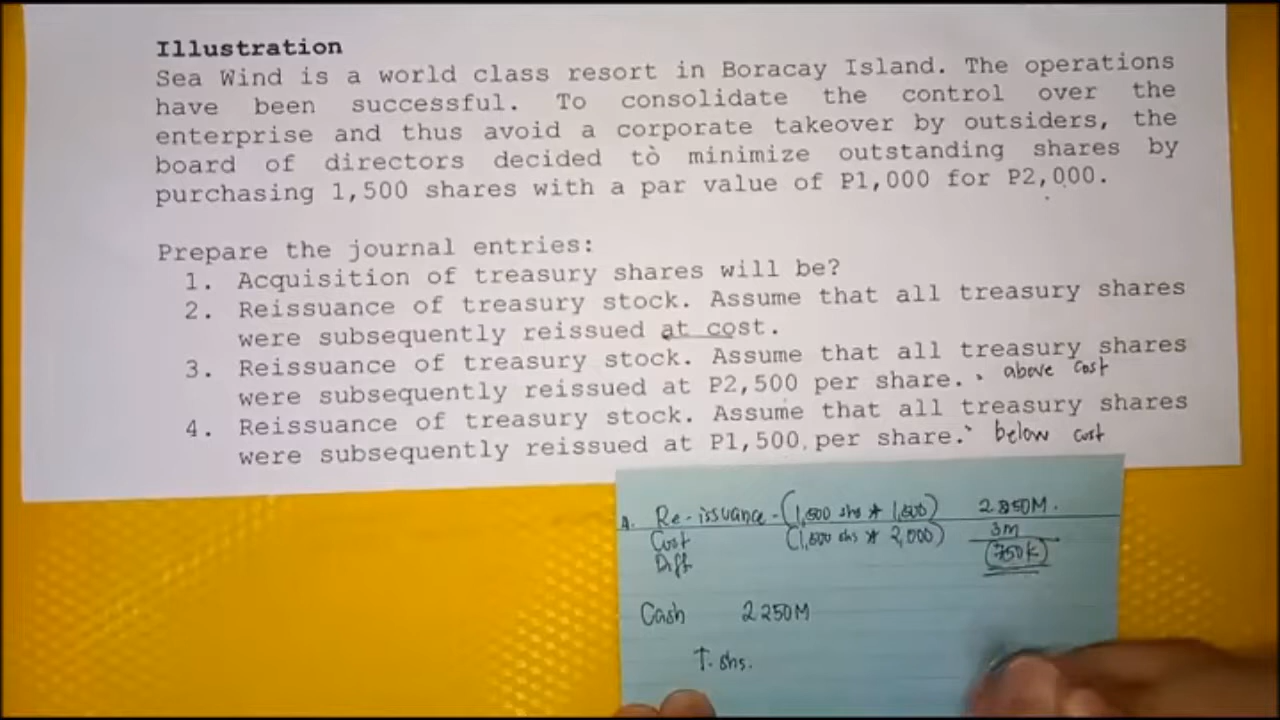 Illustration
Sea Wind is a world class resort in Boracay Island. The operations
have been successful. To consolidate the control over the
enterprise and thus avoid a corporate takeover by outsiders, the
board of directors decided to minimize outstanding shares by
purchasing 1,500 shares with a par value of P1,000 for P2,000.
Prepare the journal entries:
1. Acquisition of treasury shares will be?
2. Reissuance of treasury stock. Assume that all treasury shares
were subsequently reissued at cost.
3. Reissuance of treasury stock. Assume that all treasury shares
were subsequently reissued at P2,500 per share. above cost
4. Reissuance of treasury stock. Assume that all treasury shares
were subsequently reissued at P1,500 per share. below cost
Re-issuance - (1,500 shs * 1,500) 2 250M.
Cost (1,500 shs * 2,000) 3M
Diff (750K)
Cash 2 250M
T. shs.